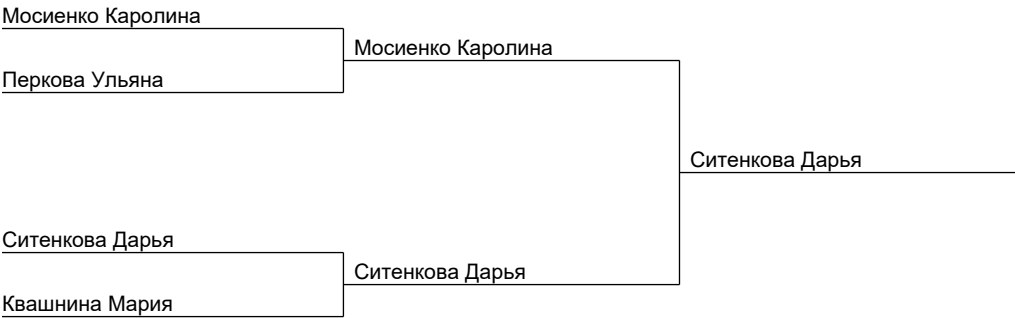 Мосиенко Каролина
Мосиенко Каролина
Перкова Ульяна
Ситенкова Дарья
Ситенкова Дарья
Ситенкова Дарья
Квашнина Мария